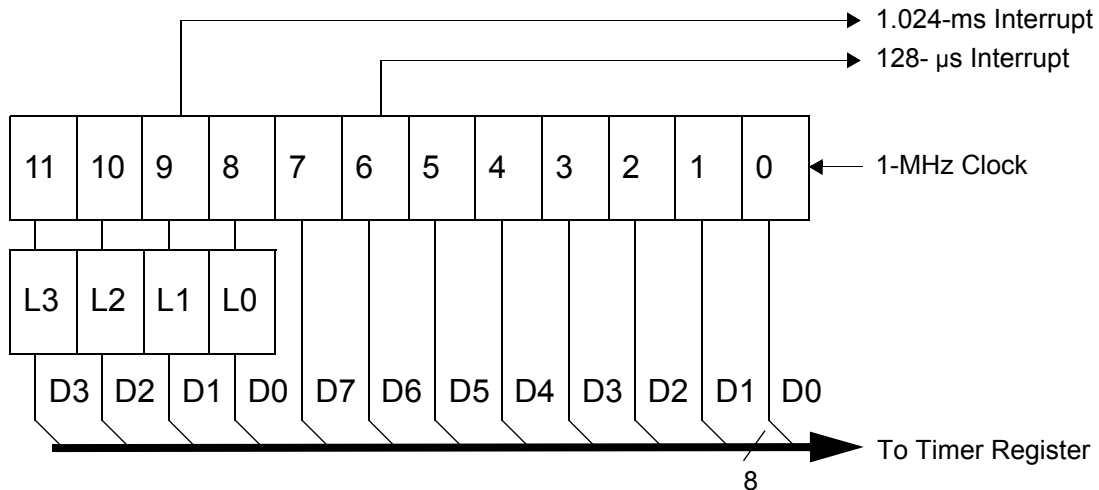 1.024-ms Interrupt
128- µs Interrupt
11 10 9 8 7 6 5 4 3 2 1 0
1-MHz Clock
L3 L2 L1 L0
D3 D2 D1 D0 D7 D6 D5 D4 D3 D2 D1 D0
To Timer Register
8